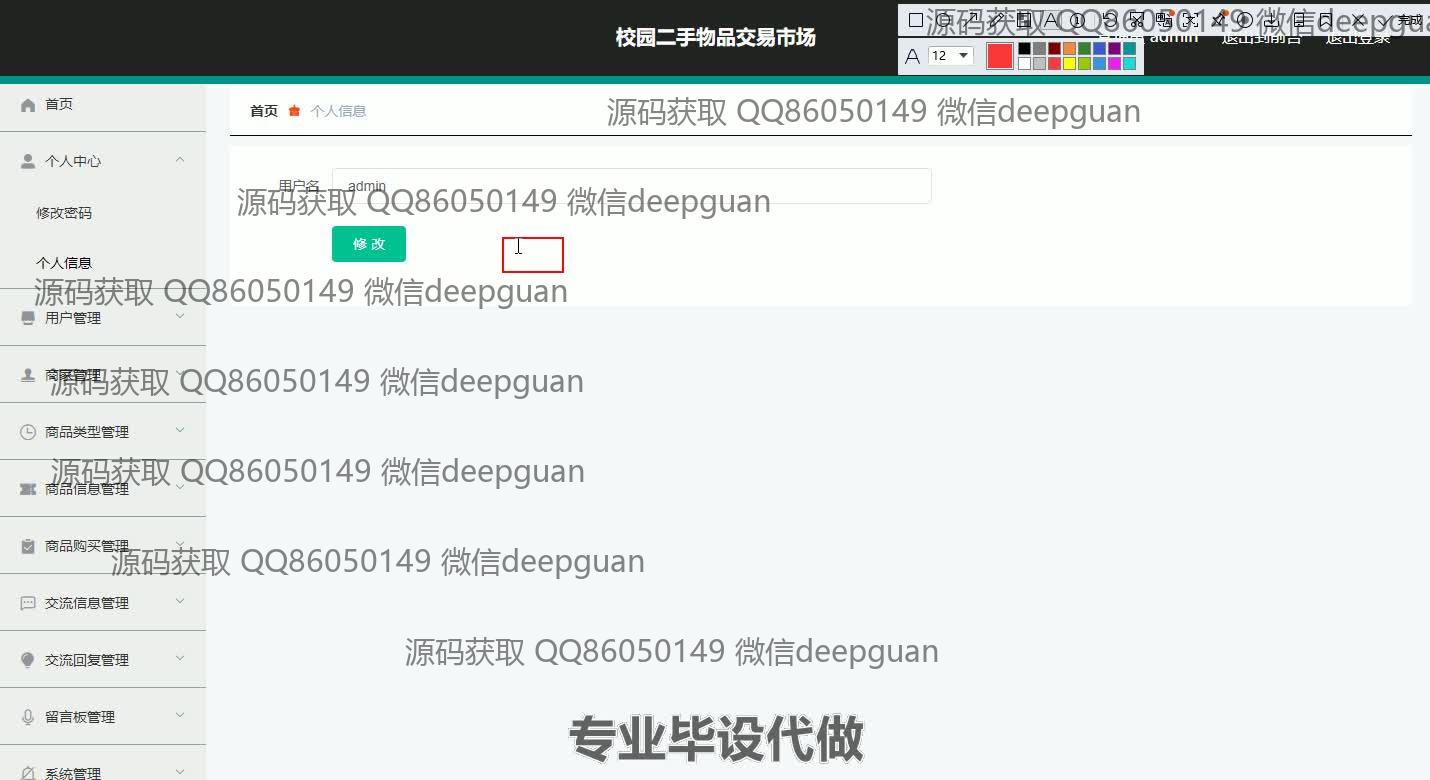 校园二手物品交易市场
源码获取 QQ86050149 微信deepguan
完成
admin 退出到前台 退出登录
A 12
首页
首页 个人信息
源码获取 QQ86050149 微信deepguan
个人中心
用户名 admin
源码获取 QQ86050149 微信deepguan
修改密码
修 改
个人信息
源码获取 QQ86050149 微信deepguan
用户管理
商家管理
源码获取 QQ86050149 微信deepguan
商品类型管理
源码获取 QQ86050149 微信deepguan
商品信息管理
商品购买管理
源码获取 QQ86050149 微信deepguan
交流信息管理
交流回复管理
源码获取 QQ86050149 微信deepguan
留言板管理
专业毕设代做
系统管理